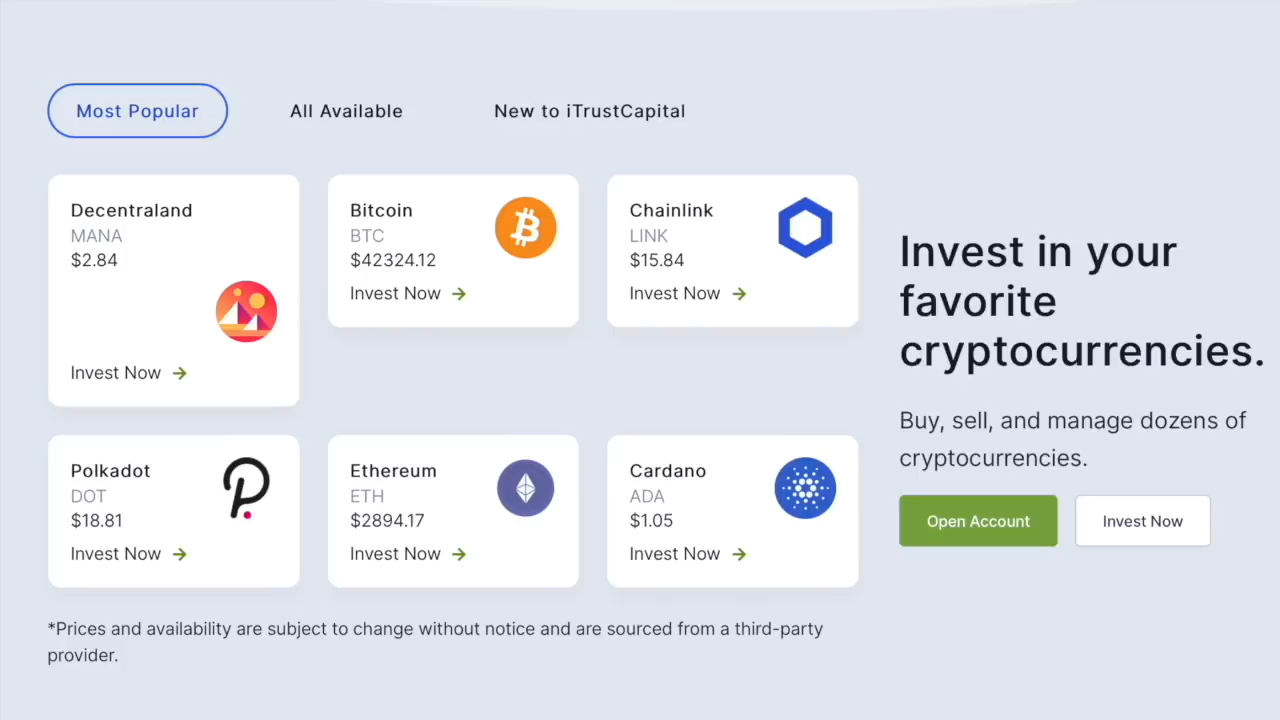 Most Popular
All Available
New to iTrustCapital
Decentraland
MANA
$2.84
Invest Now
Bitcoin
BTC
$42324.12
Invest Now
Chainlink
LINK
$15.84
Invest Now
Polkadot
DOT
$18.81
Invest Now
Ethereum
ETH
$2894.17
Invest Now
Cardano
ADA
$1.05
Invest Now
*Prices and availability are subject to change without notice and are sourced from a third-party
provider.
Invest in your
favorite
cryptocurrencies.
Buy, sell, and manage dozens of
cryptocurrencies.
Open Account
Invest Now